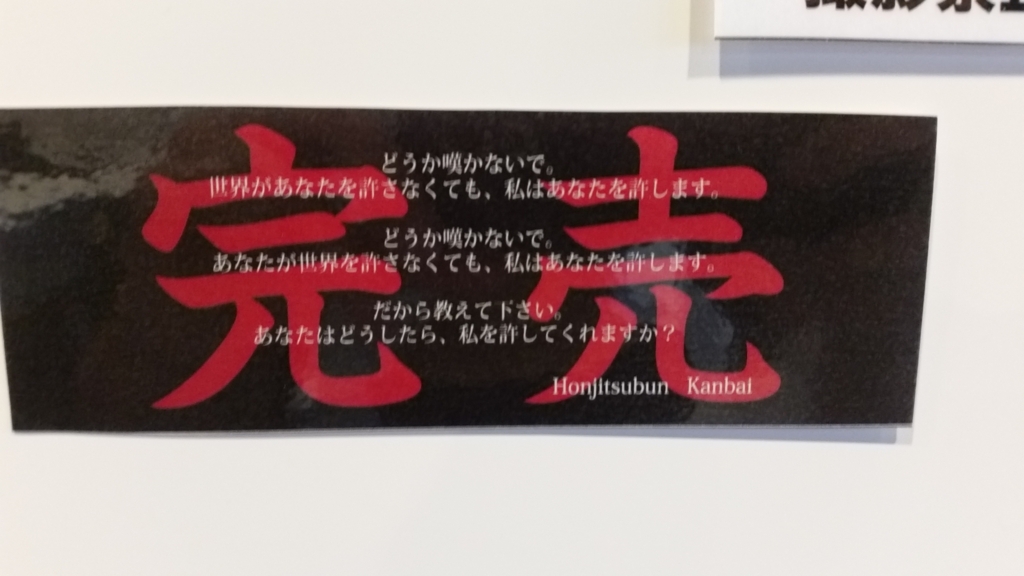 撮影禁止
完売
どうか嘆かないで。
世界があなたを許さなくても、私はあなたを許します。
どうか嘆かないで。
あなたが世界を許さなくても、私はあなたを許します。
だから教えて下さい。
あなたはどうしたら、私を許してくれますか?
Honjitsubun Kanbai